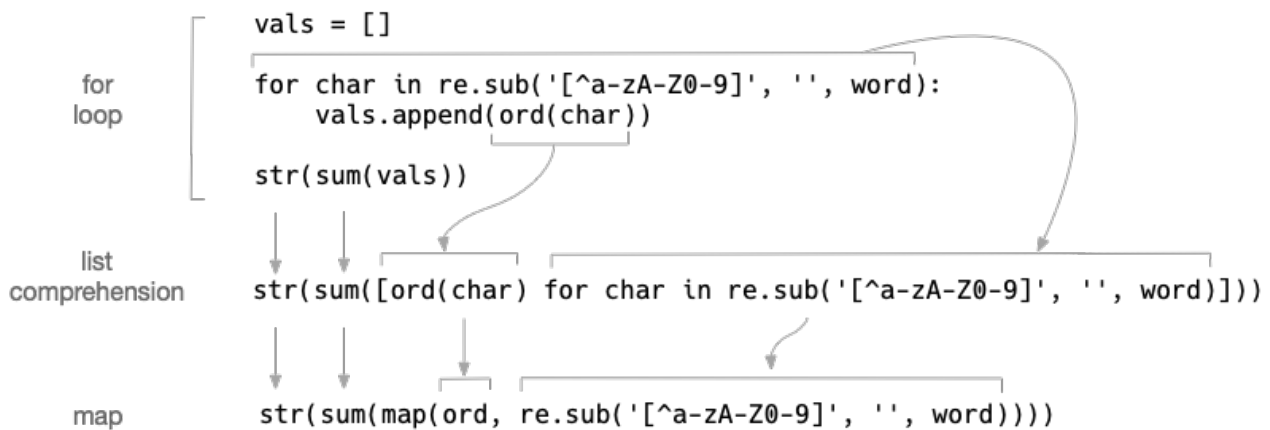 vals = []
for
loop
for char in re.sub('[^a-zA-Z0-9]', '', word):
    vals.append(ord(char))
str(sum(vals))
list
comprehension
str(sum([ord(char) for char in re.sub('[^a-zA-Z0-9]', '', word)]))
map
str(sum(map(ord, re.sub('[^a-zA-Z0-9]', '', word))))